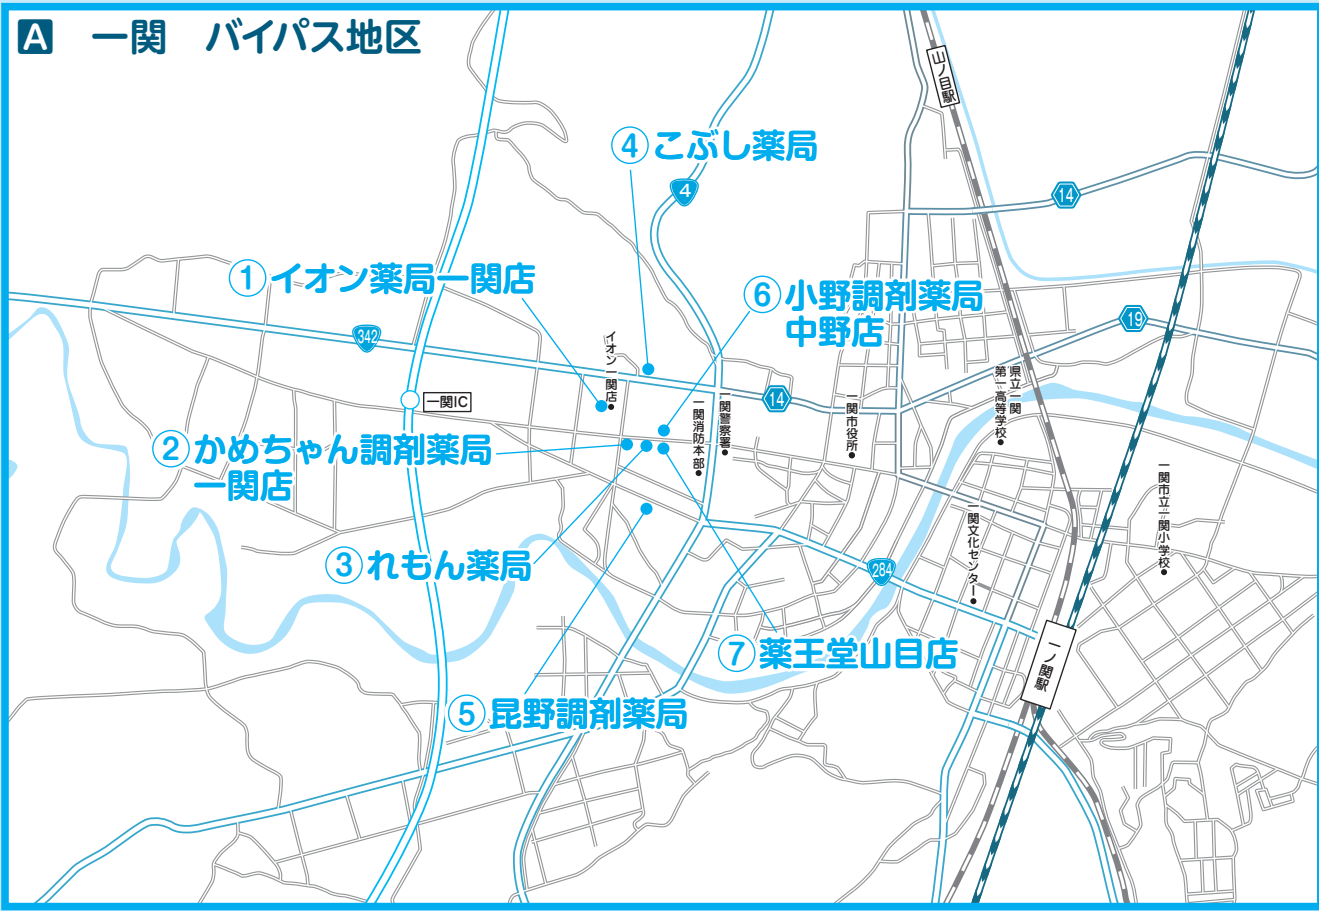 A 一関 バイパス地区
山ノ目駅
④こぶし薬局
4
14
①イオン薬局一関店
⑥小野調剤薬局
中野店
342
19
イオン一関店
県立一関
第一高等学校
一関IC
14
一関消防本部
一関警察署
一関市役所
②かめちゃん調剤薬局
一関店
一関市立一関小学校
一関文化センター
③れもん薬局
284
⑦薬王堂山目店
一ノ関駅
⑤昆野調剤薬局